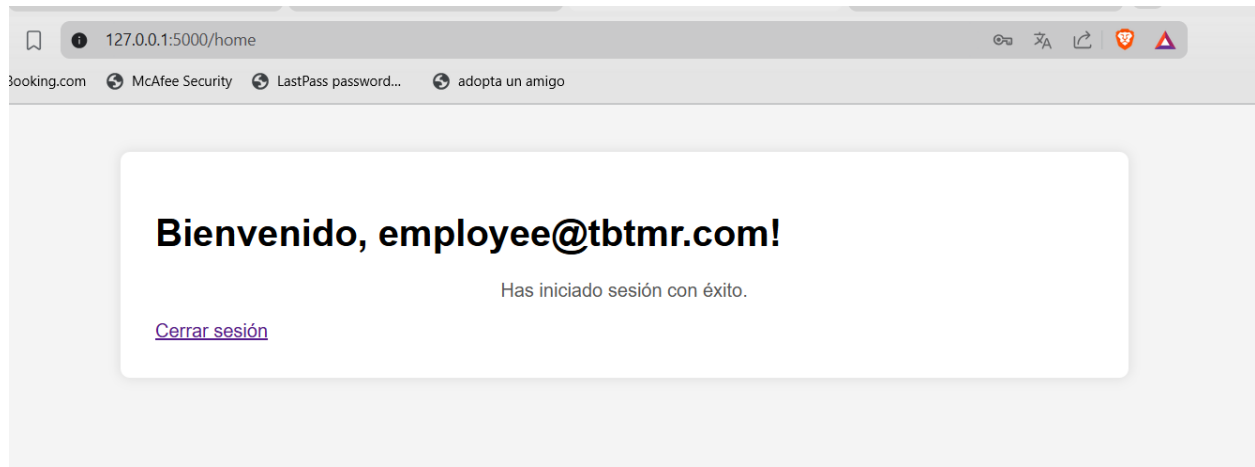 127.0.0.1:5000/home
Booking.com McAfee Security LastPass password... adopta un amigo
Bienvenido, employee@tbtmr.com!
Has iniciado sesión con éxito.
Cerrar sesión